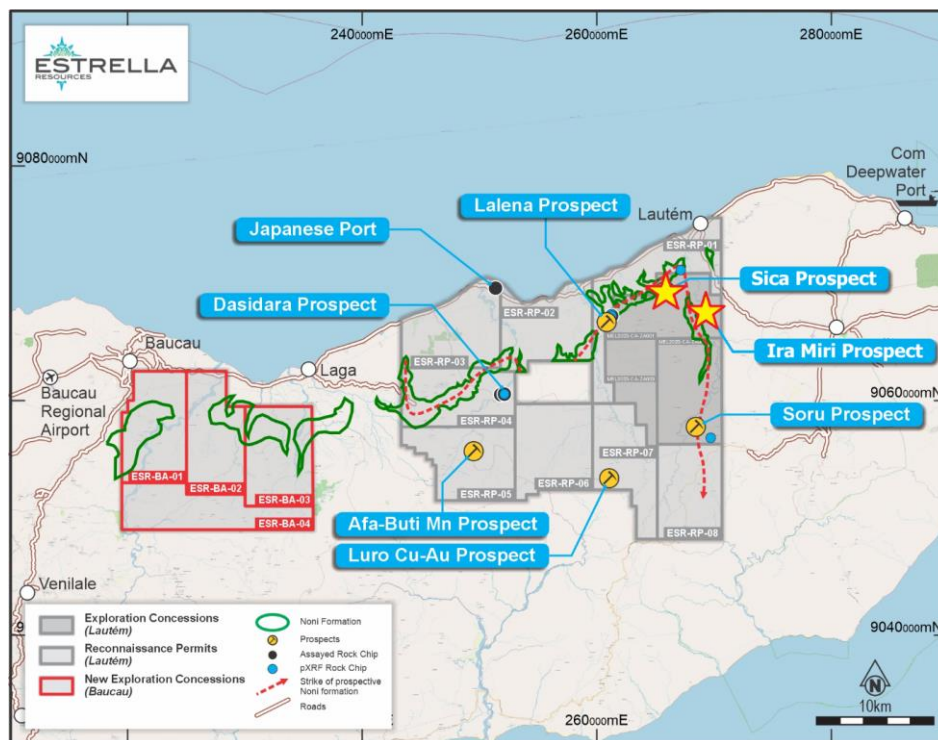 240000mE
260000mE
280000mE
ESTRELLA
RESOURCES
9080000mN
Com
Deepwater
Port
Lalena Prospect
Lautém
Japanese Port
ESR-RP-01
Sica Prospect
Dasidara Prospect
ESR-RP-02
Baucau
ESR-RP-03
Ira Miri Prospect
Laga
Baucau
Regional
Airport
9060000mN
Soru Prospect
ESR-RP-04
ESR-BA-01
ESR-BA-02
ESR-BA-03
ESR-BA-04
ESR-RP-05
ESR-RP-06
ESR-RP-07
ESR-RP-08
Afa-Buti Mn Prospect
Luro Cu-Au Prospect
Venilale
Exploration Concessions
(Lautém)
Reconnaissance Permits
(Lautém)
New Exploration Concessions
(Baucau)
Noni Formation
Prospects
Assayed Rock Chip
pXRF Rock Chip
Strike of prospective
Noni formation
Roads
9040000mN
N
10km
260000mE